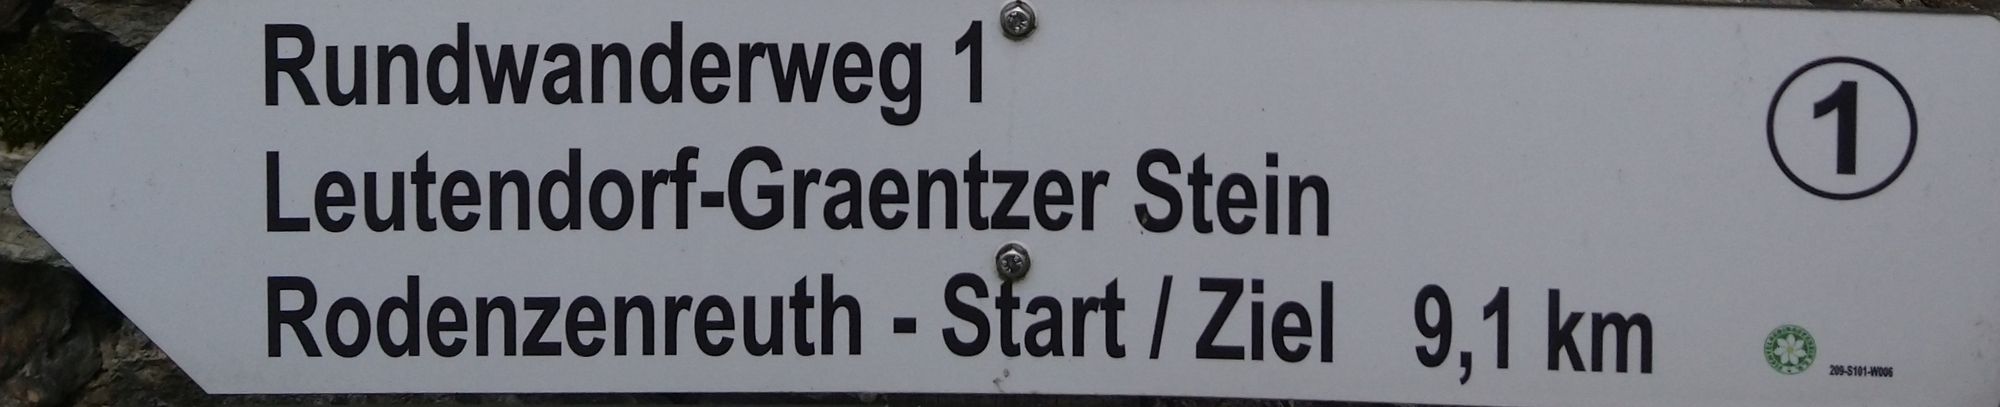 Rundwanderweg 1
Leutendorf-Graentzer Stein
Rodenzenreuth - Start / Ziel 9,1 km
1
209-S101-W006